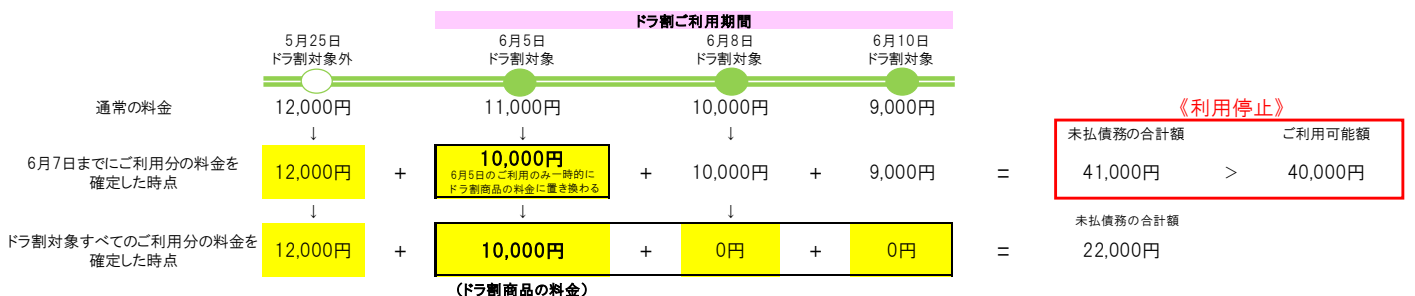 ドラ割ご利用期間
5月25日
ドラ割対象外
6月5日
ドラ割対象
6月8日
ドラ割対象
6月10日
ドラ割対象
通常の料金 12,000円 11,000円 10,000円 9,000円
《利用停止》
↓ ↓ ↓
未払債務の合計額 ご利用可能額
6月7日までにご利用分の料金を
確定した時点
12,000円 + 10,000円
6月5日のご利用のみ一時的に
ドラ割商品の料金に置き換わる
+ 10,000円 + 9,000円 = 41,000円 > 40,000円
↓ ↓ ↓
未払債務の合計額
ドラ割対象すべてのご利用分の料金を
確定した時点
12,000円 + 10,000円 + 0円 + 0円 = 22,000円
(ドラ割商品の料金)